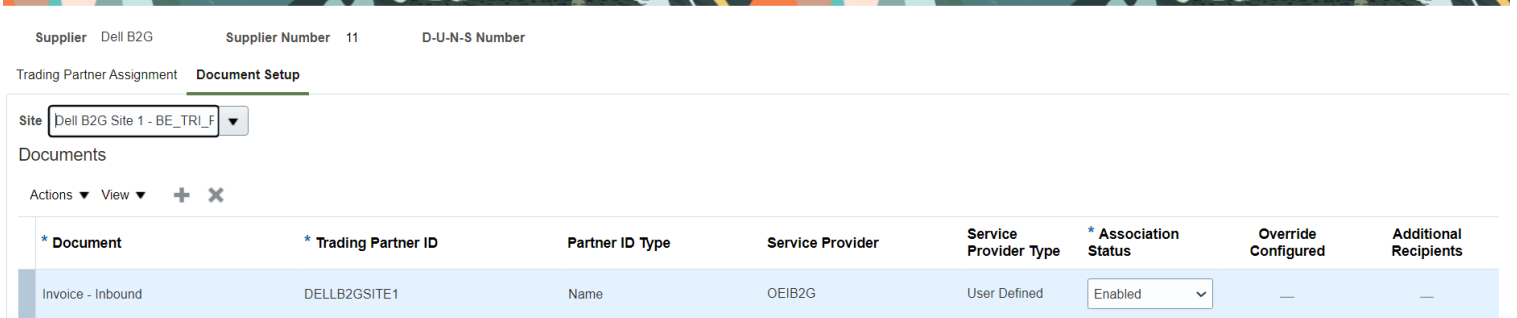 Supplier Dell B2G Supplier Number 11 D-U-N-S Number
Trading Partner Assignment Document Setup
Site Dell B2G Site 1 - BE_TRI_F
Documents
Actions View
* Document * Trading Partner ID Partner ID Type Service Provider Service Provider Type * Association Status Override Configured Additional Recipients
Invoice - Inbound DELLB2GSITE1 Name OEIB2G User Defined Enabled — —